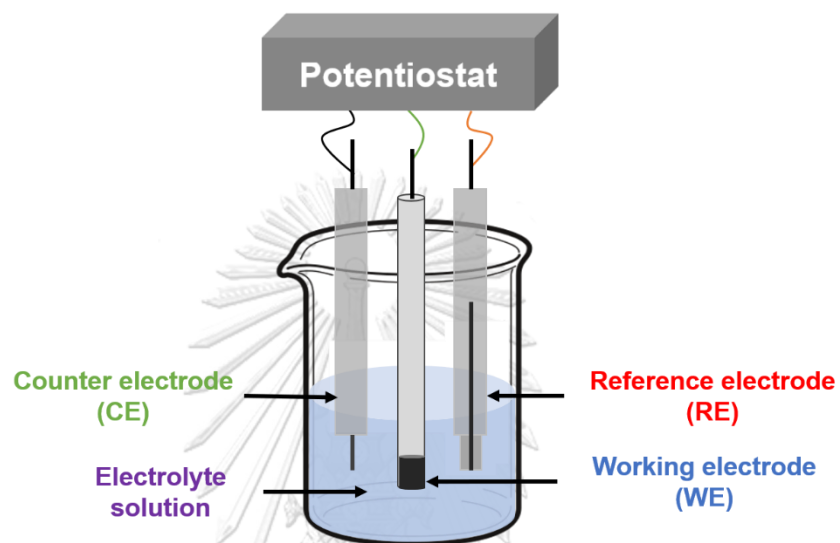 Potentiostat
Counter electrode
(CE)
Reference electrode
(RE)
Electrolyte
solution
Working electrode
(WE)